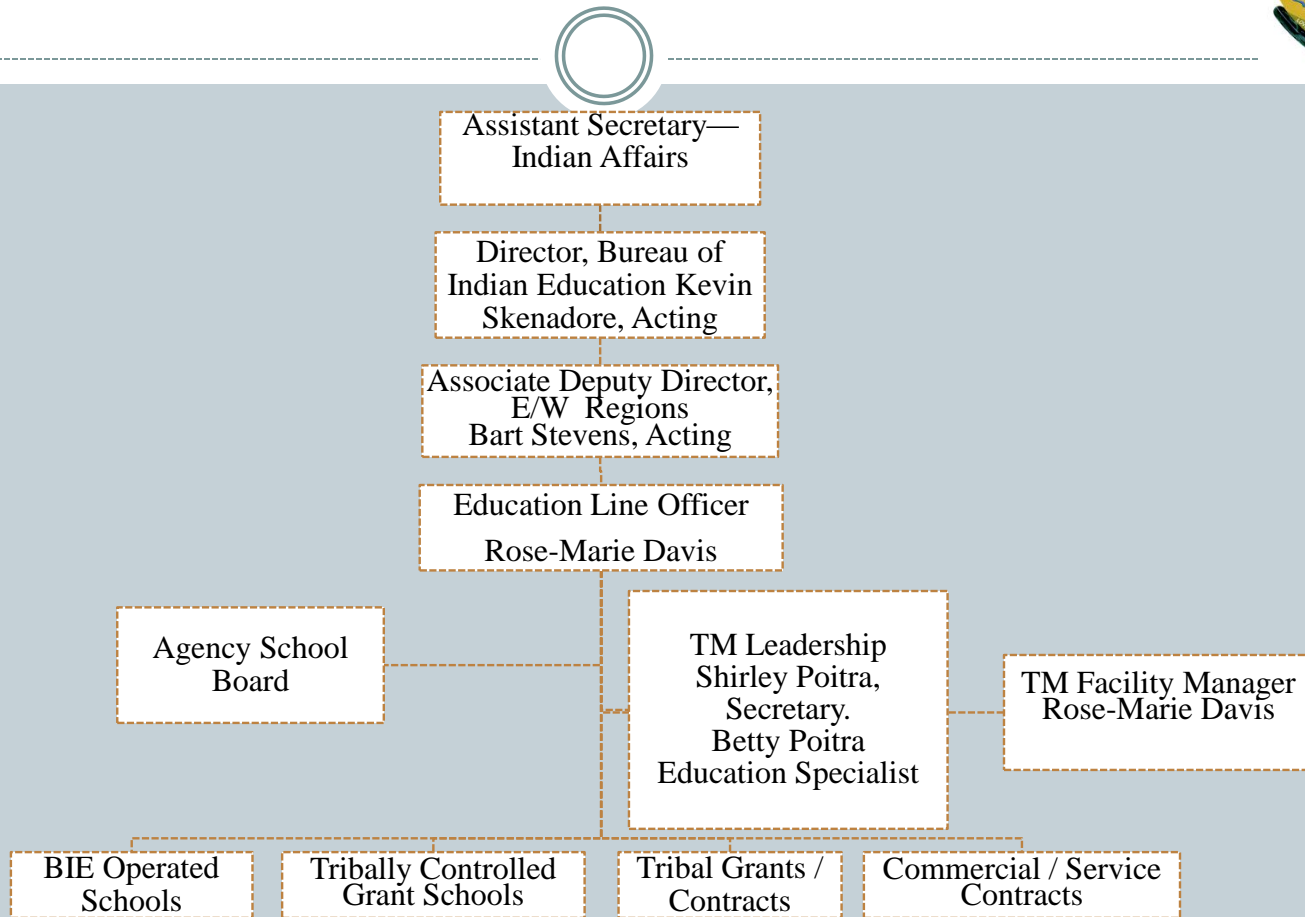 Assistant Secretary—
Indian Affairs
Director, Bureau of
Indian Education Kevin
Skenadore, Acting
Associate Deputy Director,
E/W Regions
Bart Stevens, Acting
Education Line Officer
Rose-Marie Davis
Agency School
Board
TM Leadership
Shirley Poitra,
Secretary.
Betty Poitra
Education Specialist
TM Facility Manager
Rose-Marie Davis
BIE Operated
Schools
Tribally Controlled
Grant Schools
Tribal Grants /
Contracts
Commercial / Service
Contracts